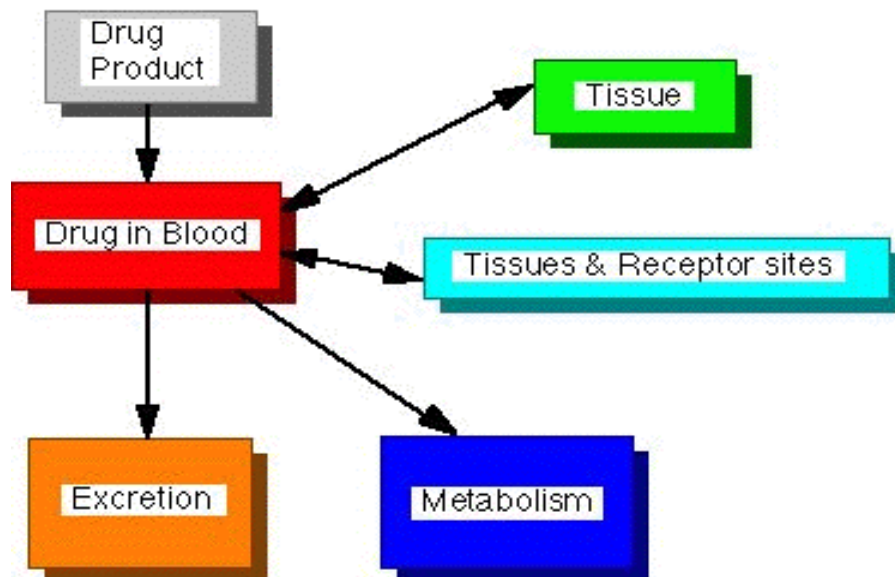 Drug
Product
Tissue
Drug in Blood
Tissues & Receptor sites
Excretion
Metabolism